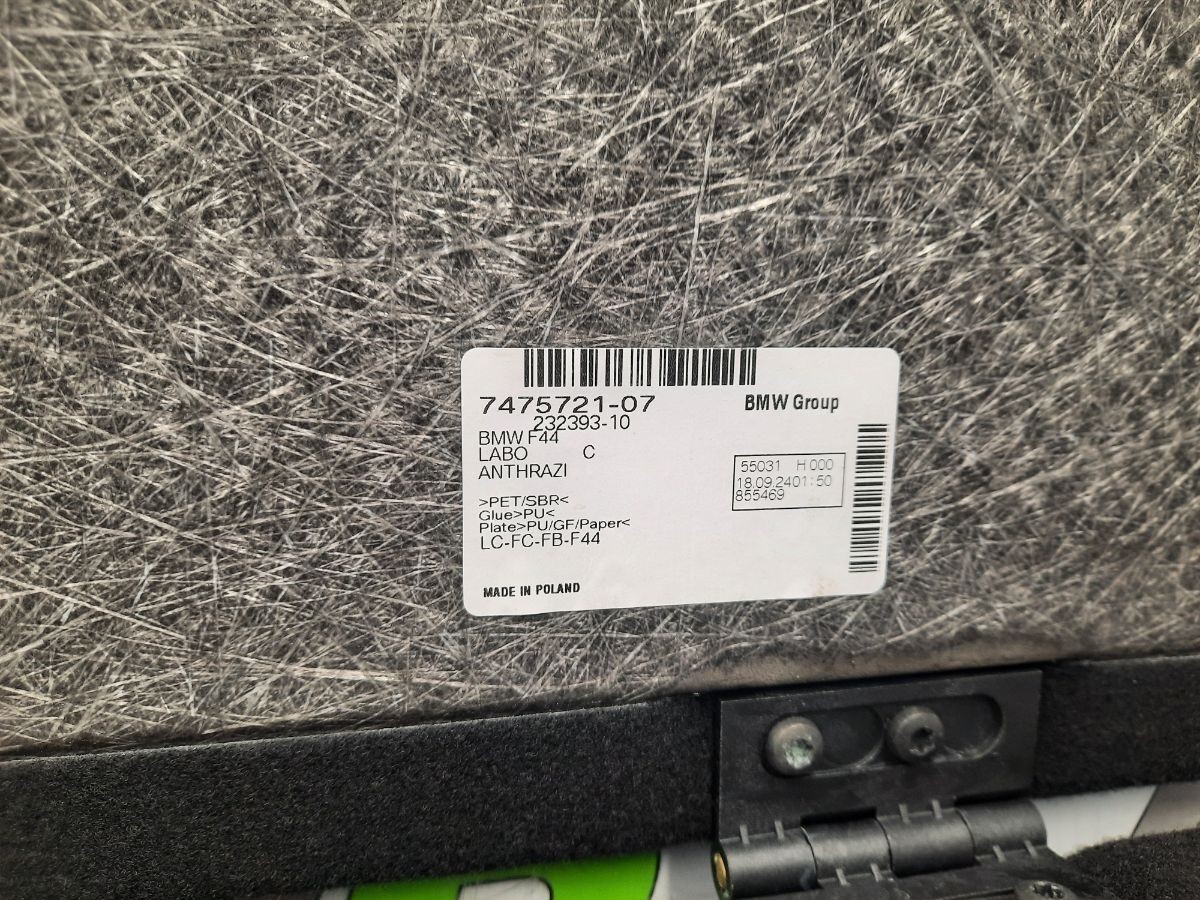 7475721-07
BMW Group
232393-10
BMW F44
LABO C
ANTHRAZI
55031 H 000
18.09.2401:50
855469
>PET/SBR<
Glue>PU<
Plate>PU/GF/Paper<
LC-FC-FB-F44
MADE IN POLAND